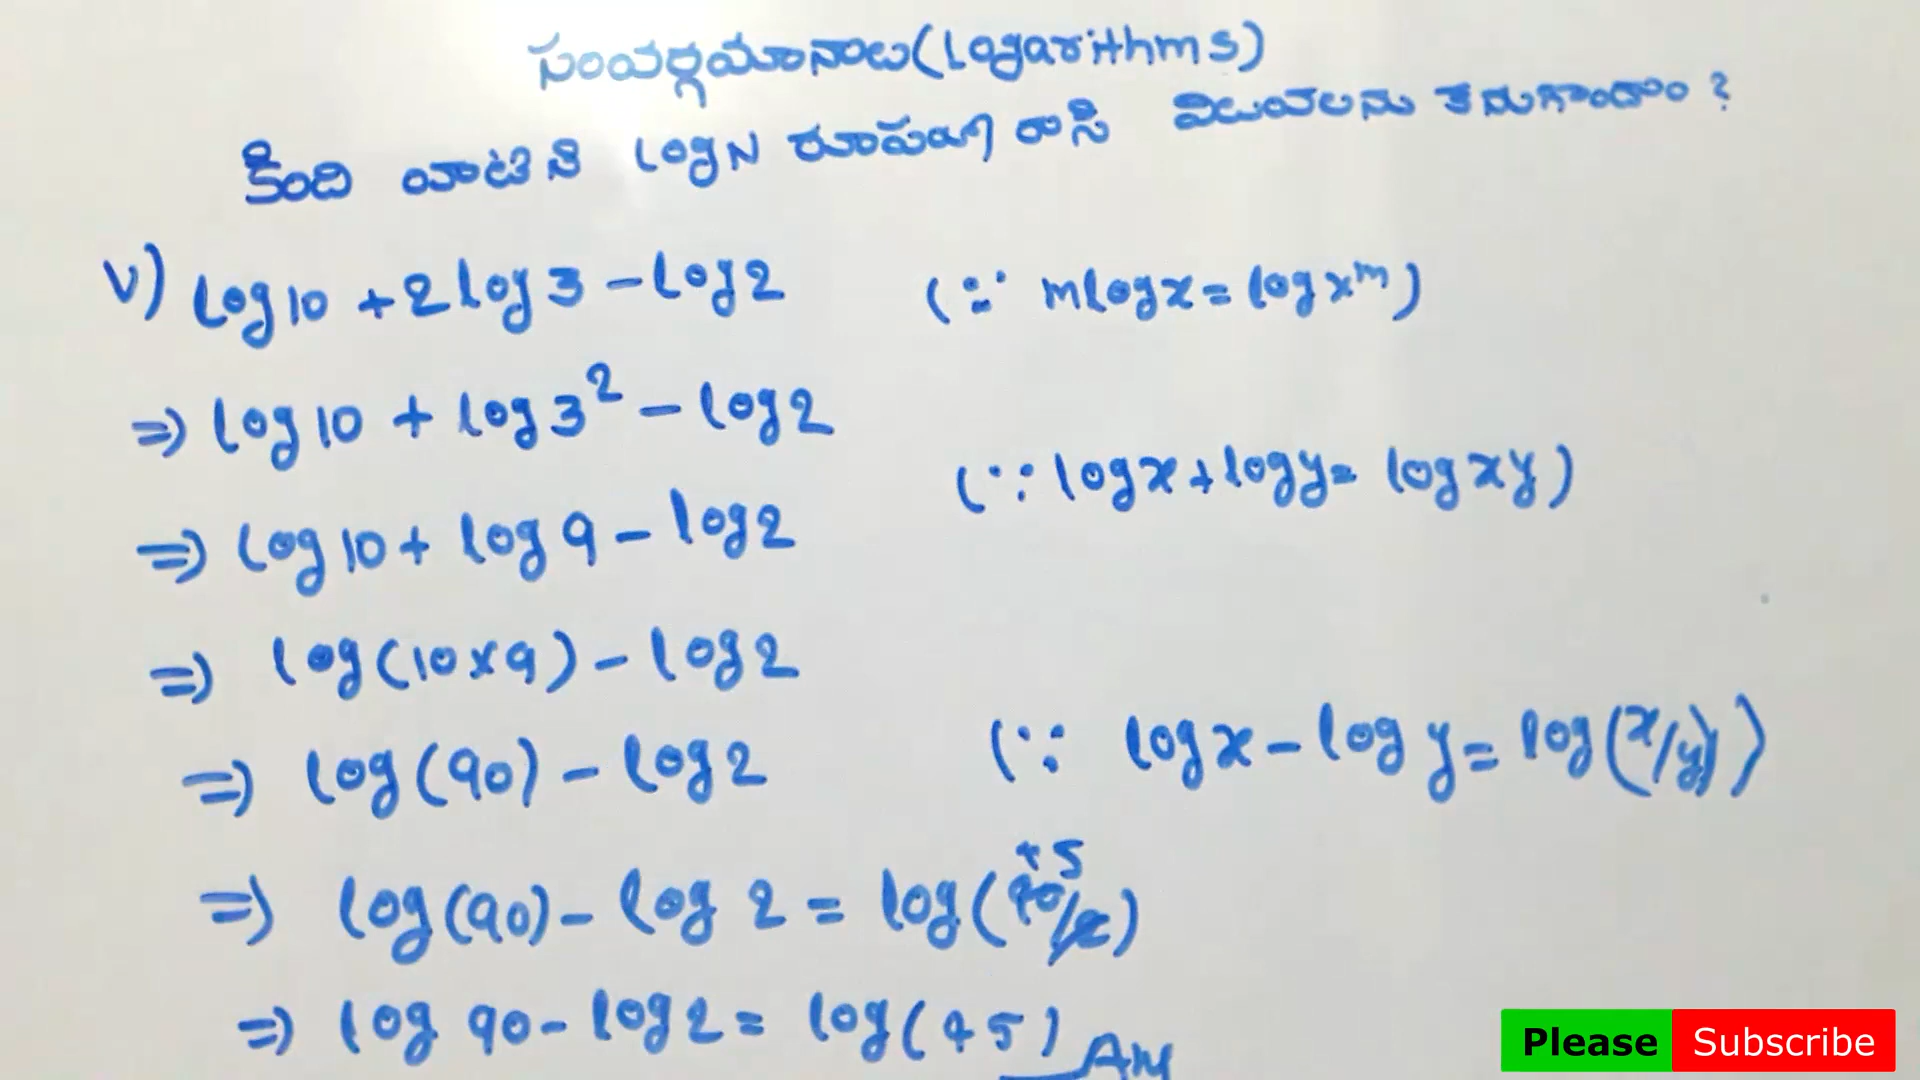 సంవర్గమానాలు (logarithms)
కింది వాటిని logN రూపంలో రాసి విలువలను కనుగొందాం?
v) log10 + 2log3 - log2 (∵ mlogx = logx^m)
⇒ log10 + log3² - log2
(∵ logx + logy = logxy)
⇒ log10 + log9 - log2
⇒ log(10×9) - log2
⇒ log(90) - log2 (∵ logx - logy = log(x/y))
⇒ log(90) - log2 = log(90/2) 45
⇒ log90 - log2 = log(45) Ans
Please Subscribe